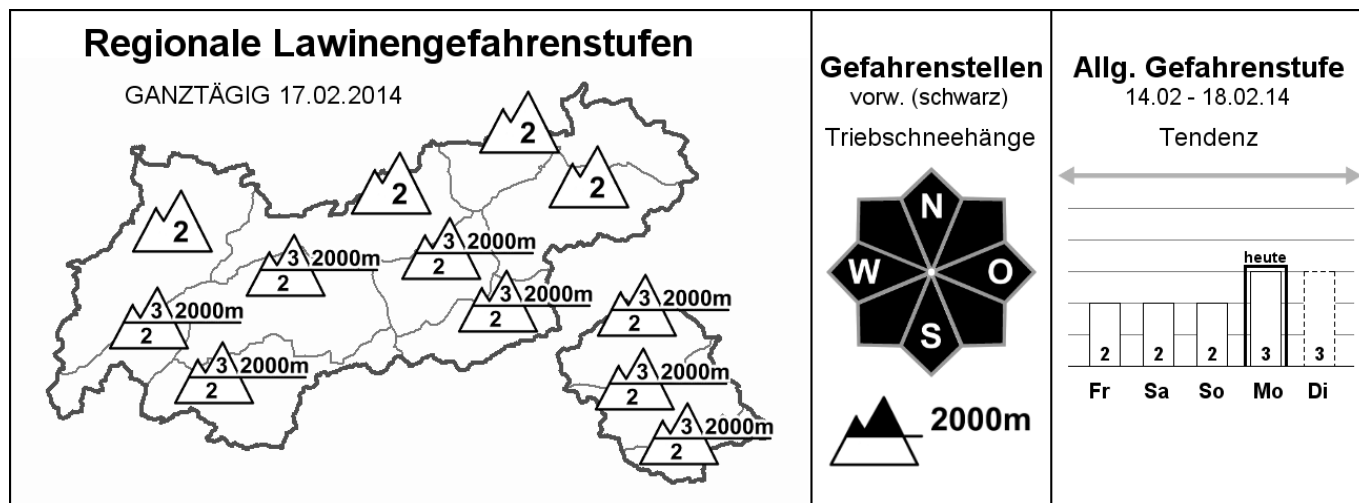 Regionale Lawinengefahrenstufen
GANZTÄGIG 17.02.2014
2
2
2
2
3 2000m
2
3 2000m
2
3 2000m
2
3 2000m
2
3 2000m
2
3 2000m
2
3 2000m
2
3 2000m
2
Gefahrenstellen
vorw. (schwarz)
Triebschneehänge
N
W O
S
2000m
Allg. Gefahrenstufe
14.02 - 18.02.14
Tendenz
heute
2 2 2 3 3
Fr Sa So Mo Di